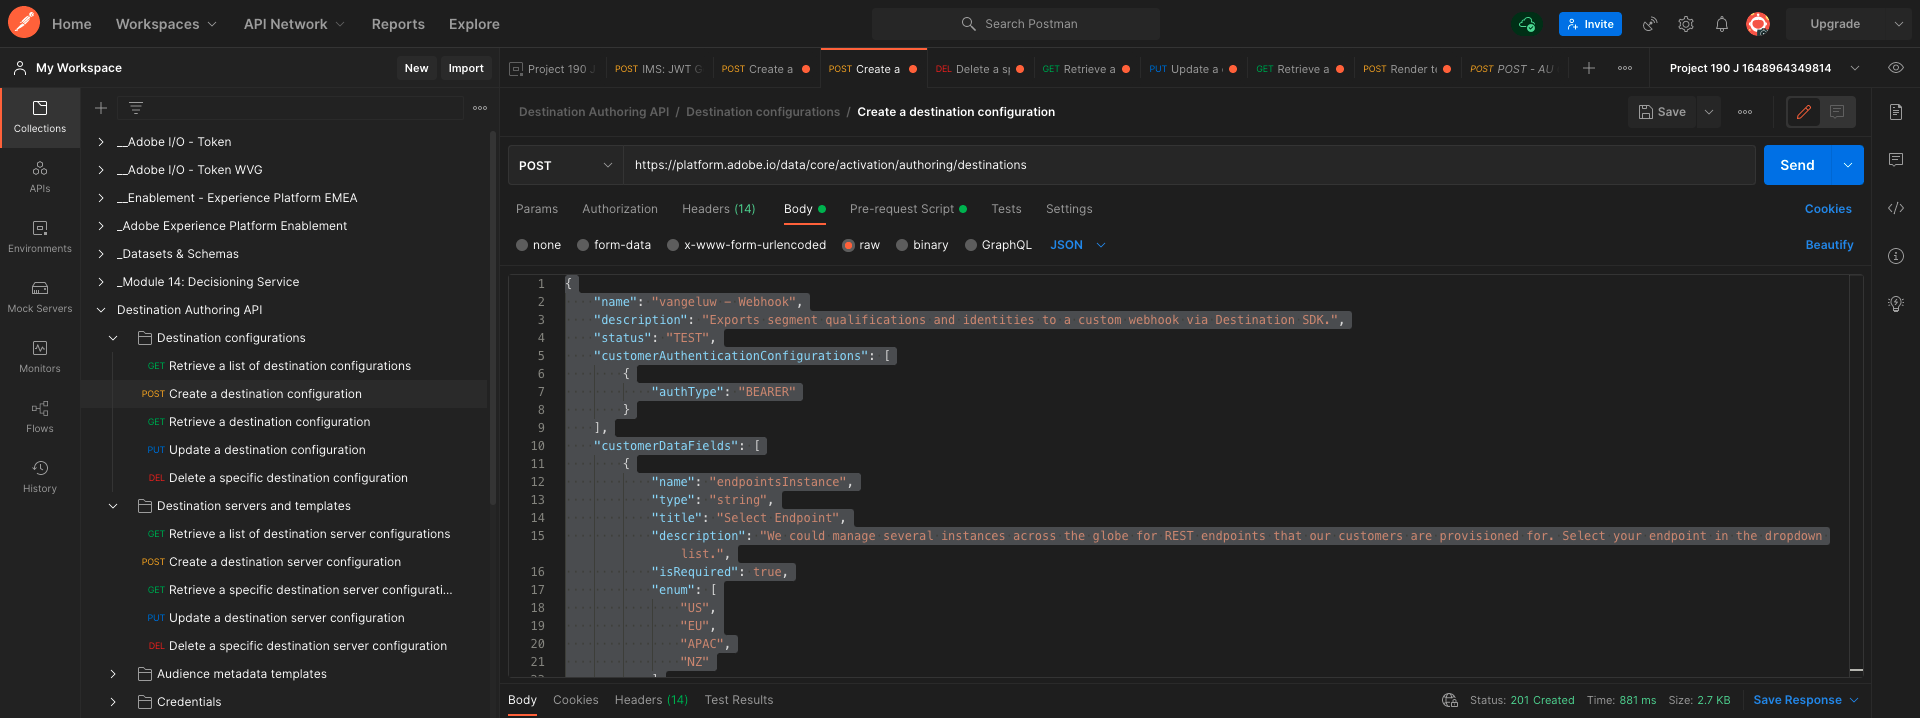 Home Workspaces API Network Reports Explore Search Postman Invite Upgrade
My Workspace New Import
Project 190 J POST IMS: JWT G POST Create a POST Create a DEL Delete a sp GET Retrieve a PUT Update a GET Retrieve a POST Render te POST POST - AU Project 190 J 1648964349814
Collections
APIs
Environments
Mock Servers
Monitors
Flows
History
__Adobe I/O - Token
__Adobe I/O - Token WVG
__Enablement - Experience Platform EMEA
_Adobe Experience Platform Enablement
_Datasets & Schemas
_Module 14: Decisioning Service
Destination Authoring API
Destination configurations
GET Retrieve a list of destination configurations
POST Create a destination configuration
GET Retrieve a destination configuration
PUT Update a destination configuration
DEL Delete a specific destination configuration
Destination servers and templates
GET Retrieve a list of destination server configurations
POST Create a destination server configuration
GET Retrieve a specific destination server configurati...
PUT Update a destination server configuration
DEL Delete a specific destination server configuration
Audience metadata templates
Credentials
Destination Authoring API / Destination configurations / Create a destination configuration Save
POST https://platform.adobe.io/data/core/activation/authoring/destinations Send
Params Authorization Headers (14) Body Pre-request Script Tests Settings Cookies
none form-data x-www-form-urlencoded raw binary GraphQL JSON Beautify
1 {
2 "name": "vangeluw - Webhook",
3 "description": "Exports segment qualifications and identities to a custom webhook via Destination SDK.",
4 "status": "TEST",
5 "customerAuthenticationConfigurations": [
6 {
7 "authType": "BEARER"
8 }
9 ],
10 "customerDataFields": [
11 {
12 "name": "endpointsInstance",
13 "type": "string",
14 "title": "Select Endpoint",
15 "description": "We could manage several instances across the globe for REST endpoints that our customers are provisioned for. Select your endpoint in the dropdown
list.",
16 "isRequired": true,
17 "enum": [
18 "US",
19 "EU",
20 "APAC",
21 "NZ"
22 ]
Body Cookies Headers (14) Test Results Status: 201 Created Time: 881 ms Size: 2.7 KB Save Response